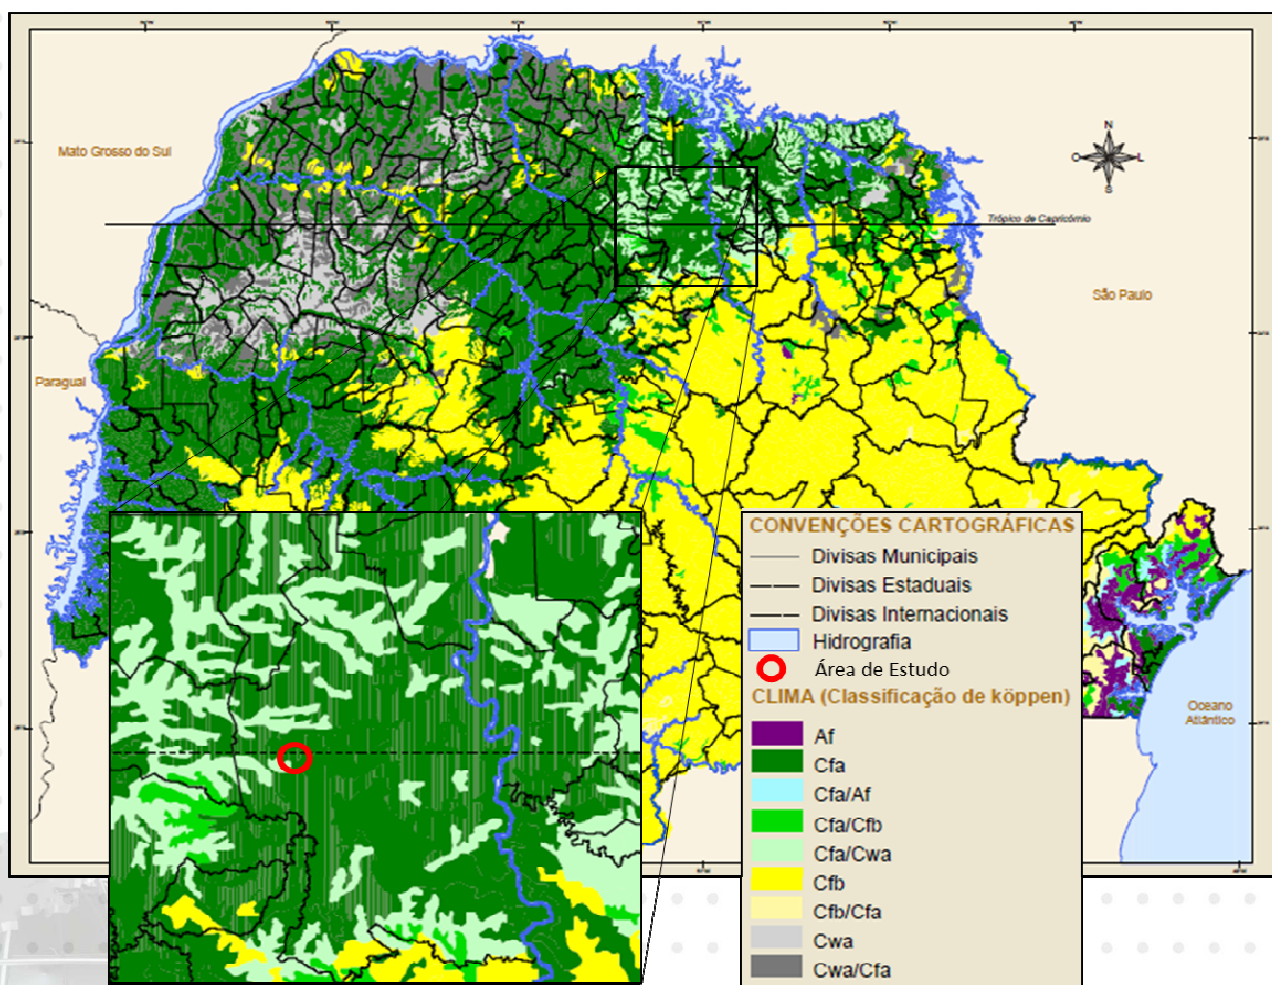 N
O L
S
Mato Grosso do Sul
Trópico de Capricórnio
São Paulo
Paraguai
CONVENÇÕES CARTOGRÁFICAS
Divisas Municipais
Divisas Estaduais
Divisas Internacionais
Hidrografia
Área de Estudo
CLIMA (Classificação de köppen)
Af
Cfa
Cfa/Af
Cfa/Cfb
Cfa/Cwa
Cfb
Cfb/Cfa
Cwa
Cwa/Cfa
Oceano
Atlântico